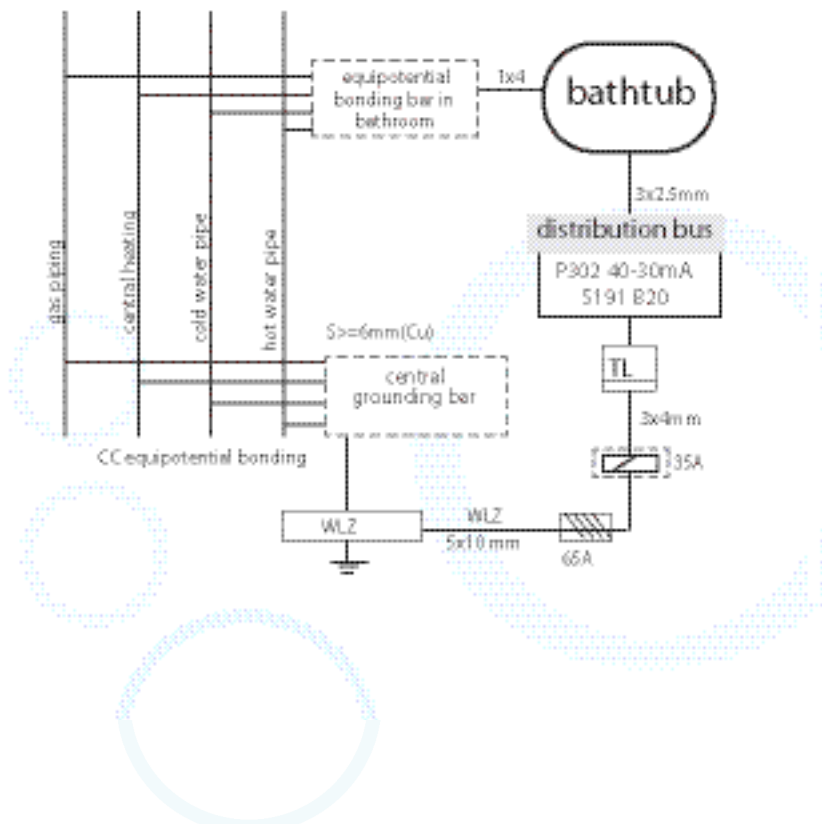 equipotential
bonding bar in
bathroom
1x4
bathtub
3x2.5mm
distribution bus
P302 40-30mA
S191 B20
gas piping
central heating
cold water pipe
hot water pipe
S>=6mm(Cu)
central
grounding bar
TL
3x4mm
35A
CC equipotential bonding
WLZ
WLZ
5x10 mm
65A